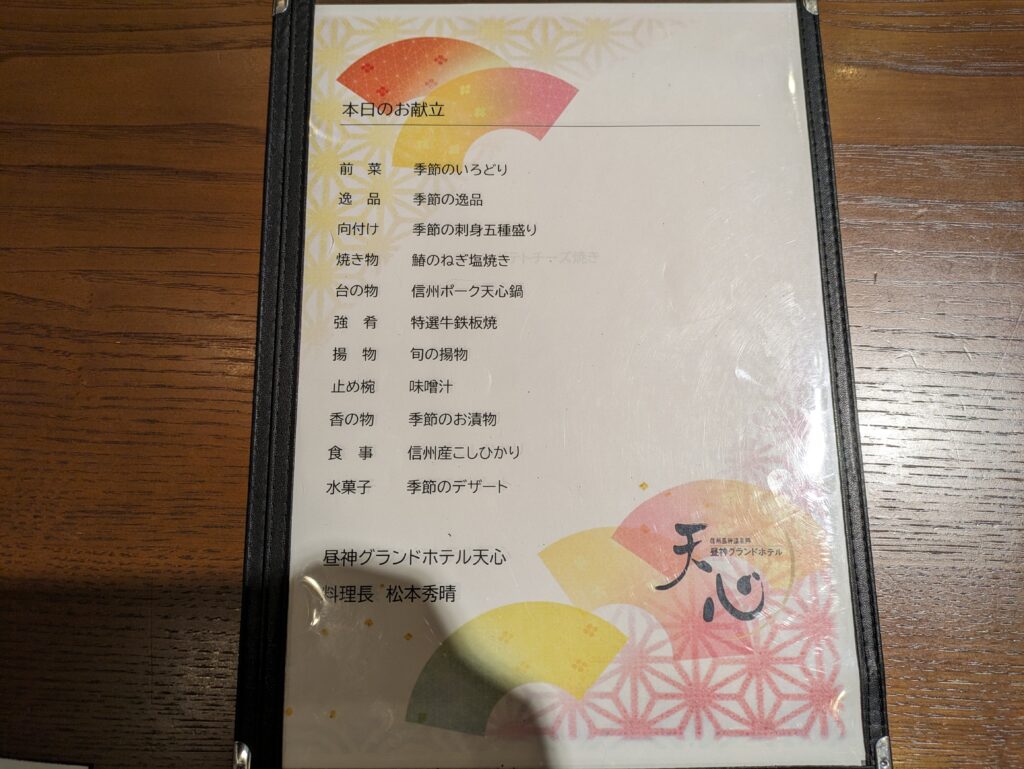 本日のお献立
前　菜　季節のいろどり
逸　品　季節の逸品
向付け　季節の刺身五種盛り
焼き物　鰆のねぎ塩焼き
台の物　信州ポーク天心鍋
強　肴　特選牛鉄板焼
揚　物　旬の揚物
止め椀　味噌汁
香の物　季節のお漬物
食　事　信州産こしひかり
水菓子　季節のデザート
昼神グランドホテル天心
料理長 松本秀晴
天心
昼神グランドホテル